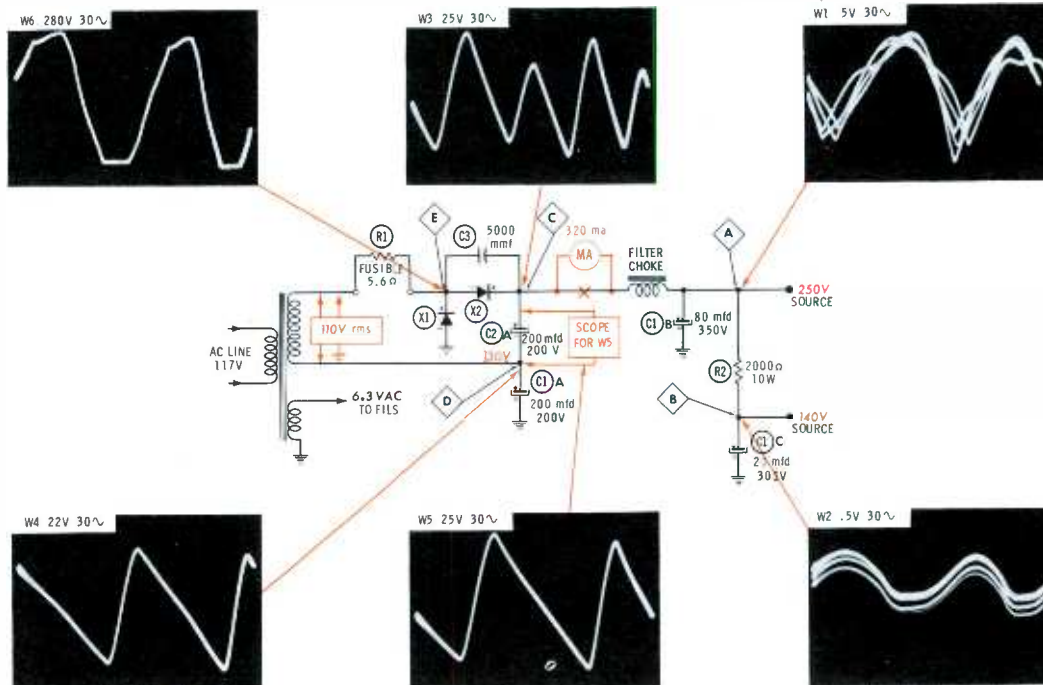 W6 280V 30∿
W3 25V 30∿
W1 5V 30∿
E
C
A
R1
FUSIBLE
5.6Ω
C3
5000
mmf
320 ma
MA
FILTER
CHOKE
250V
SOURCE
X1
X2
110V rms
C2 A
200 mfd
200 V
SCOPE
FOR W5
C1 B
80 mfd
350V
AC LINE
117V
130V
R2
2000Ω
10W
D
C1 A
200 mfd
200V
B
6.3 VAC
TO FILS
140V
SOURCE
C1 C
mfd
W4 22V 30∿
W5 25V 30∿
W2 .5V 30∿